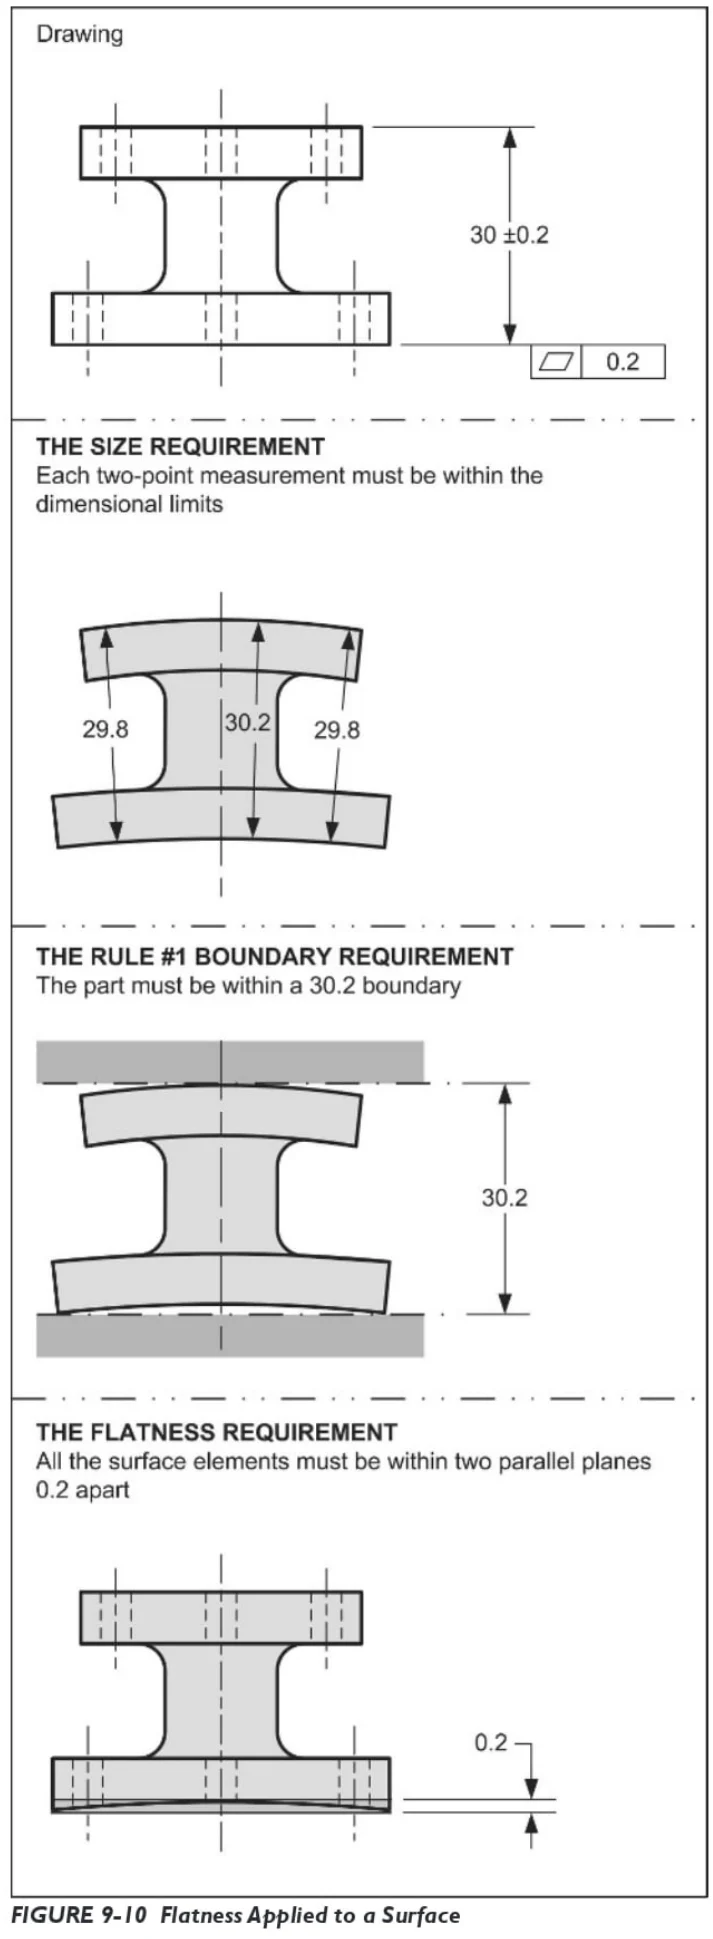 Drawing
30 ±0.2
0.2
THE SIZE REQUIREMENT
Each two-point measurement must be within the
dimensional limits
29.8
30.2
29.8
THE RULE #1 BOUNDARY REQUIREMENT
The part must be within a 30.2 boundary
30.2
THE FLATNESS REQUIREMENT
All the surface elements must be within two parallel planes
0.2 apart
0.2
FIGURE 9-10 Flatness Applied to a Surface